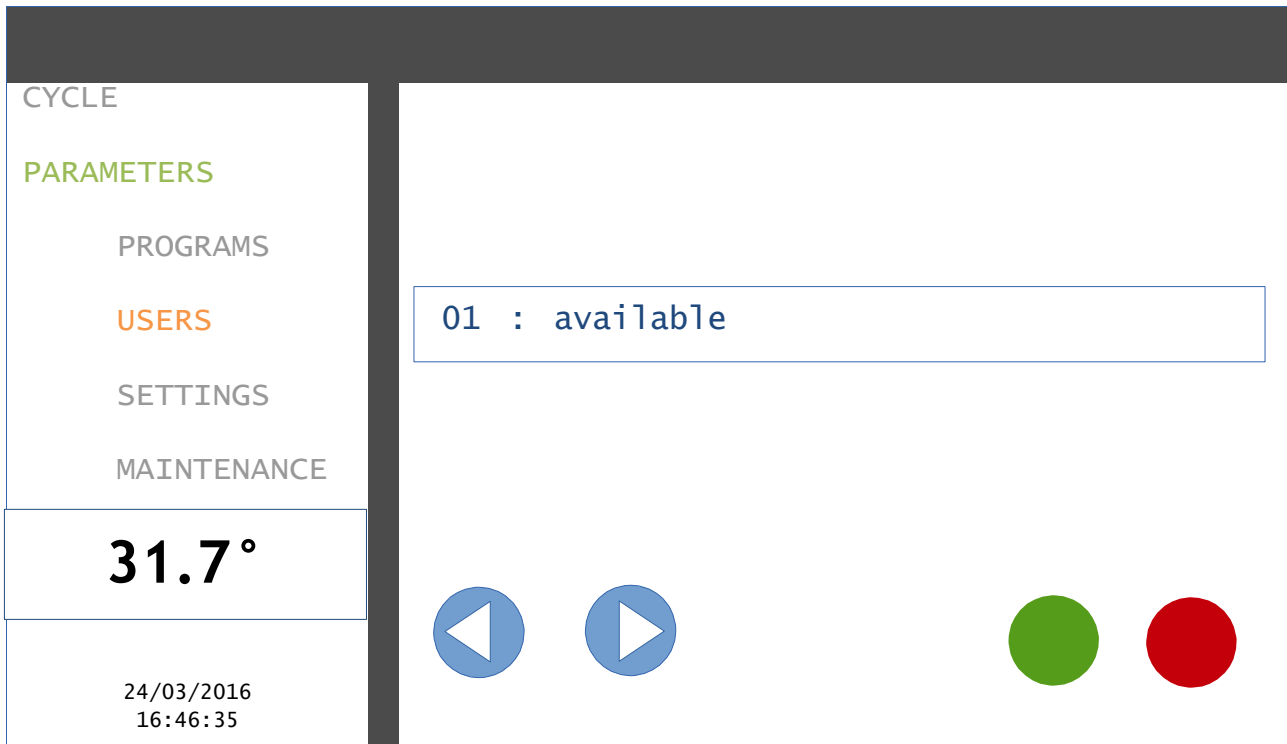 CYCLE
PARAMETERS
PROGRAMS
USERS
SETTINGS
MAINTENANCE
31.7°
24/03/2016
16:46:35
01 : available